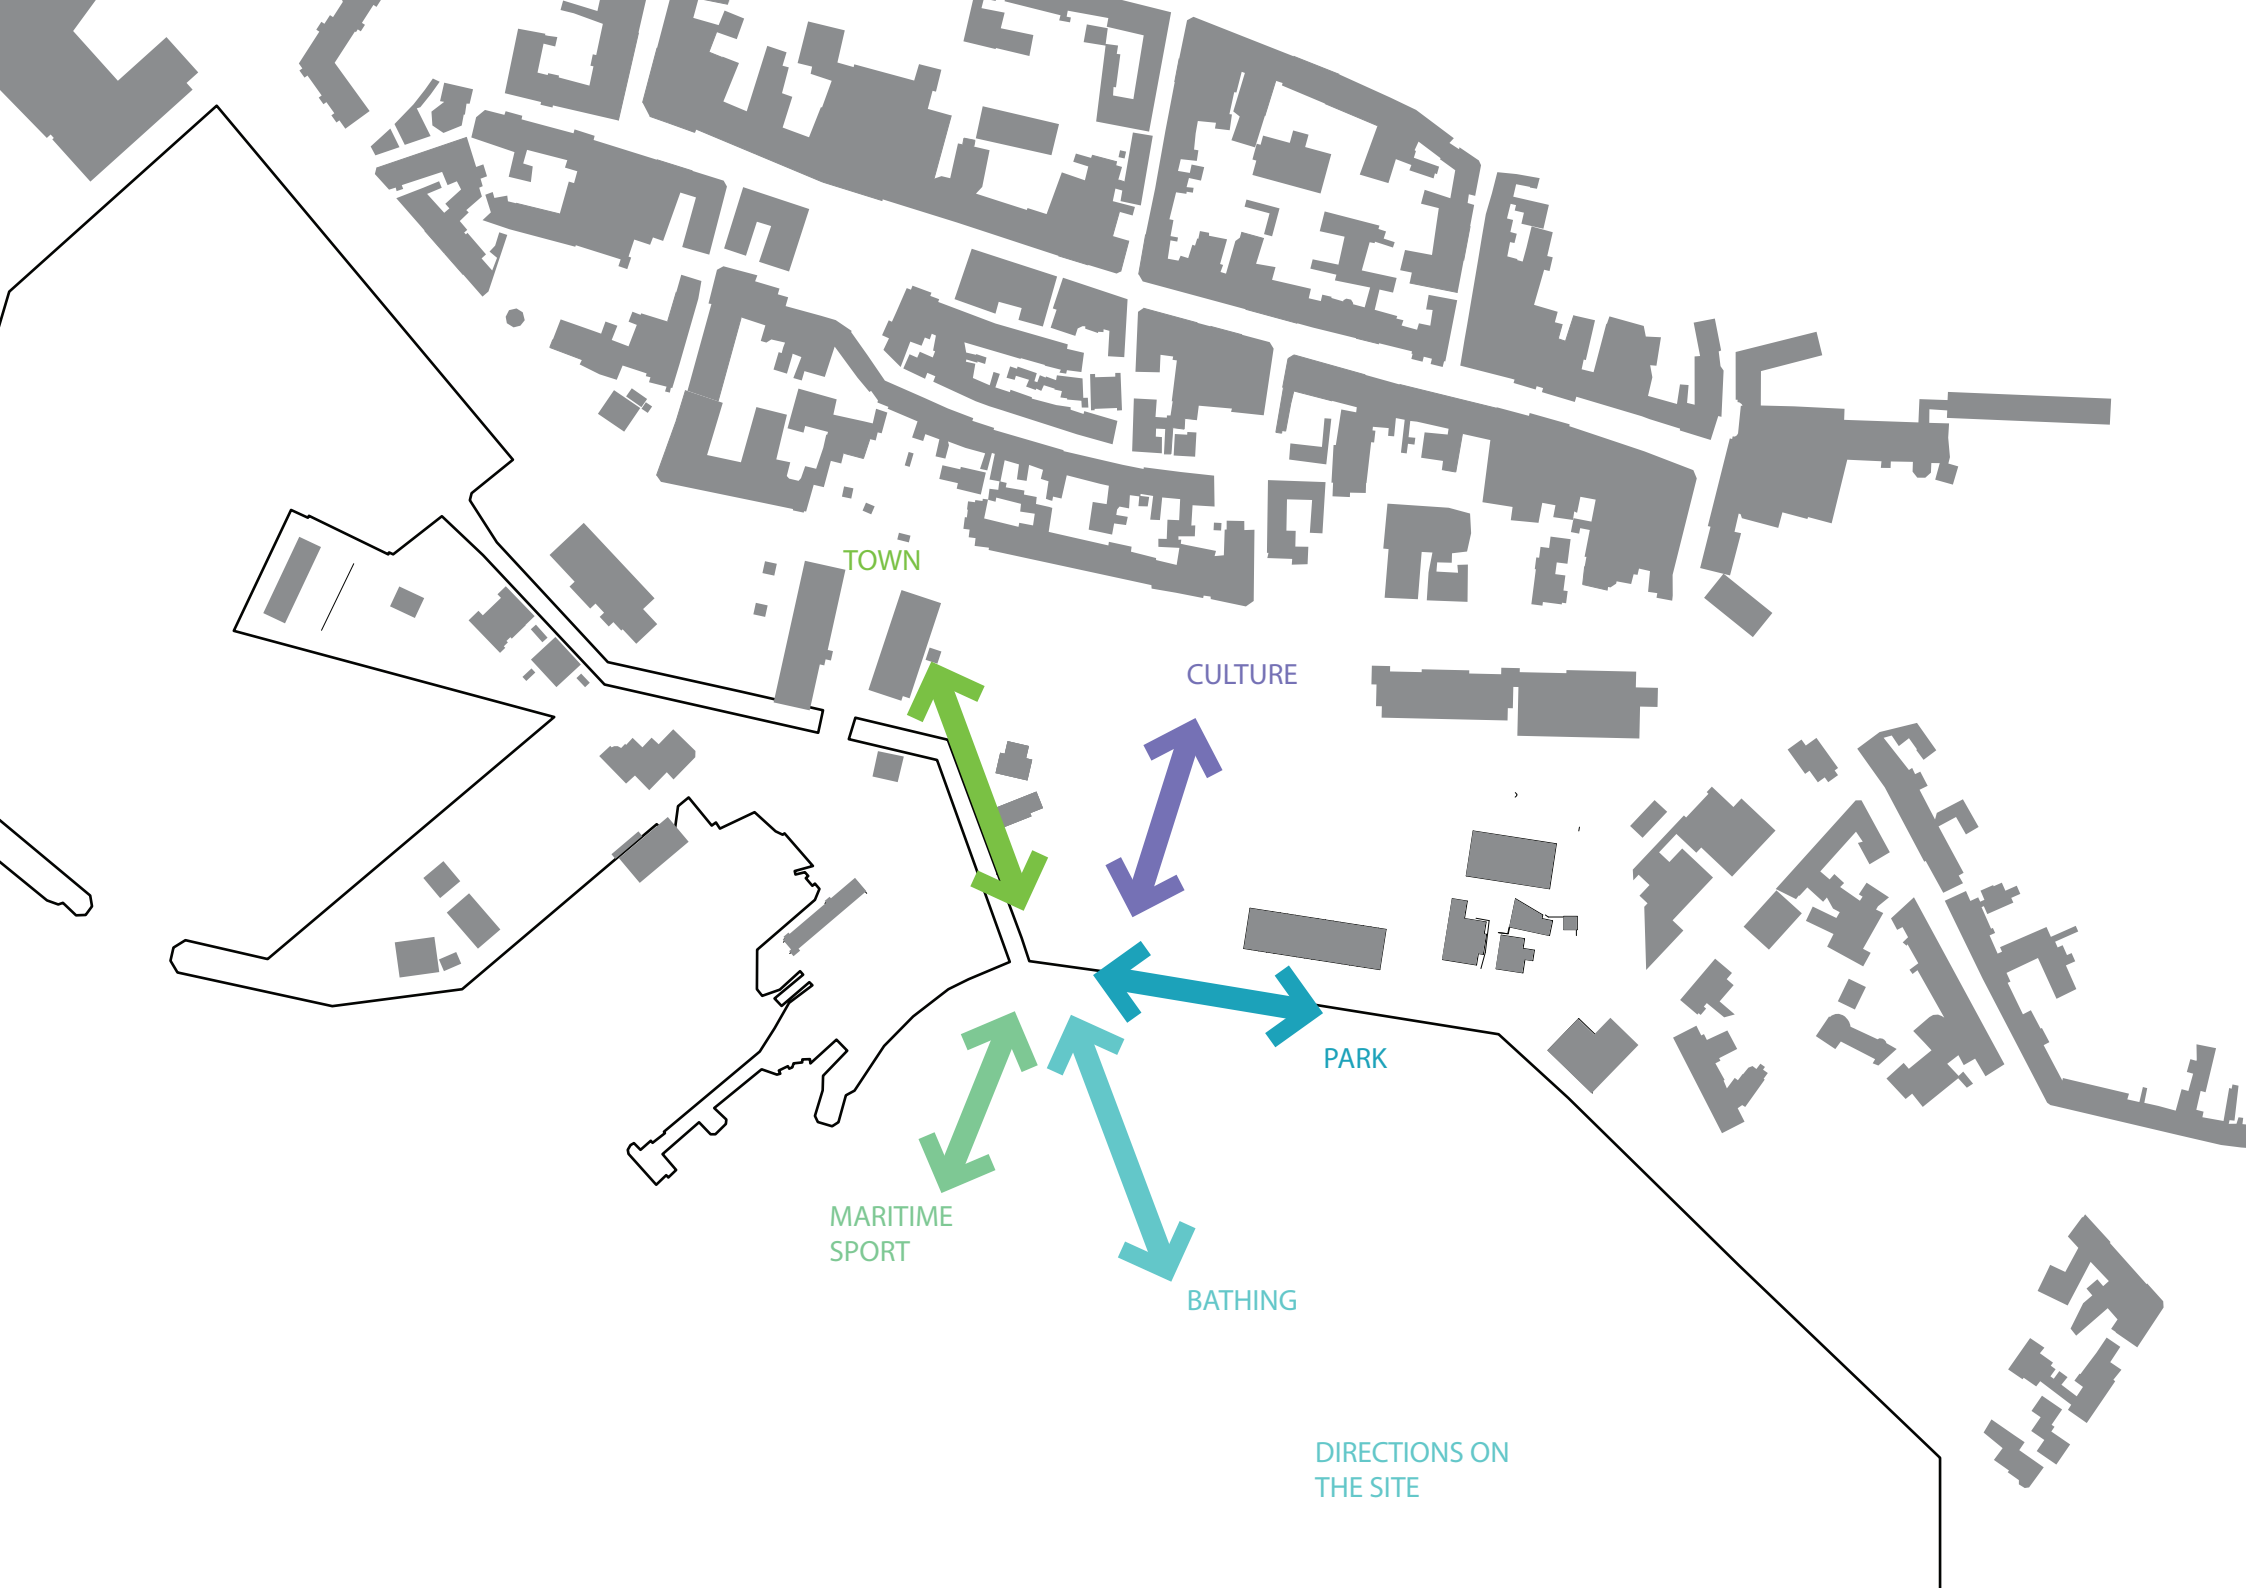 TOWN
CULTURE
PARK
MARITIME
SPORT
BATHING
DIRECTIONS ON
THE SITE